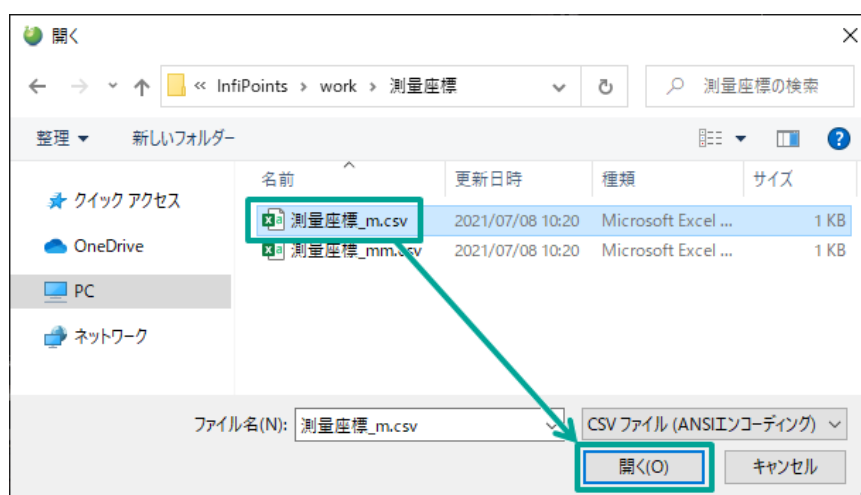 開く
« InfiPoints › work › 測量座標
測量座標の検索
整理 新しいフォルダー
名前 更新日時 種類 サイズ
クイック アクセス
OneDrive
PC
ネットワーク
測量座標_m.csv 2021/07/08 10:20 Microsoft Excel ... 1 KB
測量座標_mm.csv 2021/07/08 10:20 Microsoft Excel ... 1 KB
ファイル名(N): 測量座標_m.csv CSV ファイル (ANSIエンコーディング)
開く(O) キャンセル